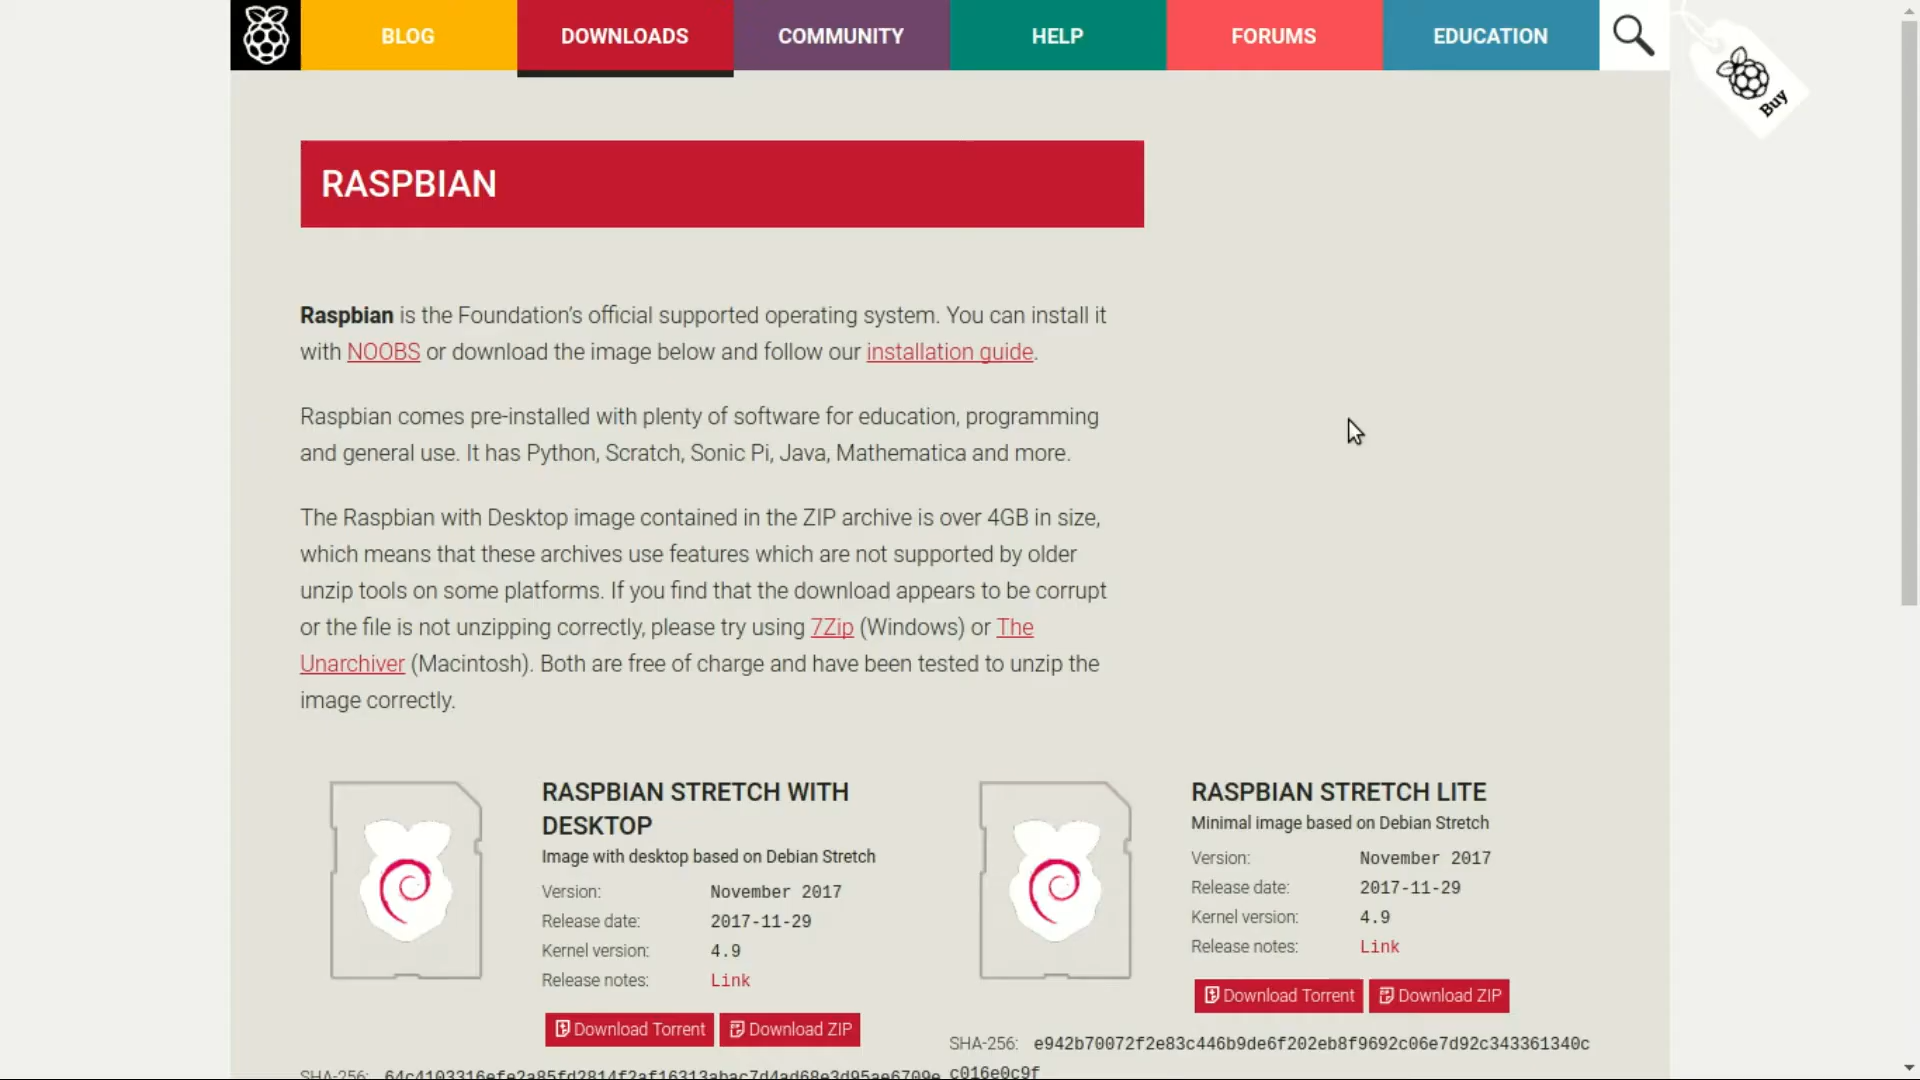 BLOG
DOWNLOADS
COMMUNITY
HELP
FORUMS
EDUCATION
Buy
RASPBIAN
Raspbian is the Foundation's official supported operating system. You can install it
with NOOBS or download the image below and follow our installation guide.
Raspbian comes pre-installed with plenty of software for education, programming
and general use. It has Python, Scratch, Sonic Pi, Java, Mathematica and more.
The Raspbian with Desktop image contained in the ZIP archive is over 4GB in size,
which means that these archives use features which are not supported by older
unzip tools on some platforms. If you find that the download appears to be corrupt
or the file is not unzipping correctly, please try using 7Zip (Windows) or The
Unarchiver (Macintosh). Both are free of charge and have been tested to unzip the
image correctly.
RASPBIAN STRETCH WITH
DESKTOP
Image with desktop based on Debian Stretch
Version: November 2017
Release date: 2017-11-29
Kernel version: 4.9
Release notes: Link
Download Torrent
Download ZIP
SHA-256: 64c4103316efe2a85fd2814f2af16313abac7d4ad68e3d95ae6709e
RASPBIAN STRETCH LITE
Minimal image based on Debian Stretch
Version: November 2017
Release date: 2017-11-29
Kernel version: 4.9
Release notes: Link
Download Torrent
Download ZIP
SHA-256: e942b70072f2e83c446b9de6f202eb8f9692c06e7d92c343361340c
c016e0c9f